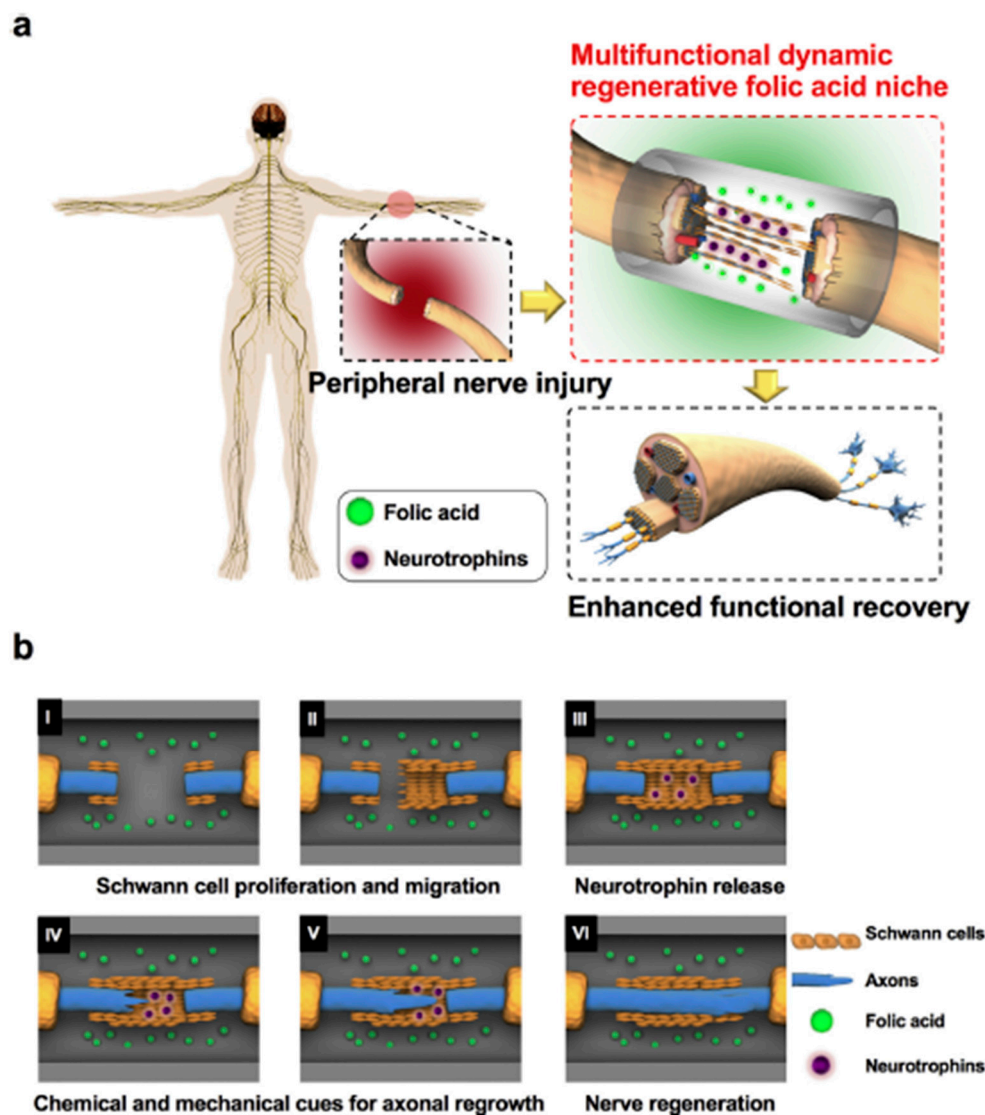 a
Multifunctional dynamic
regenerative folic acid niche
Peripheral nerve injury
Folic acid
Neurotrophins
Enhanced functional recovery
b
I
II
III
Schwann cell proliferation and migration
Neurotrophin release
IV
V
VI
Schwann cells
Axons
Folic acid
Neurotrophins
Chemical and mechanical cues for axonal regrowth
Nerve regeneration